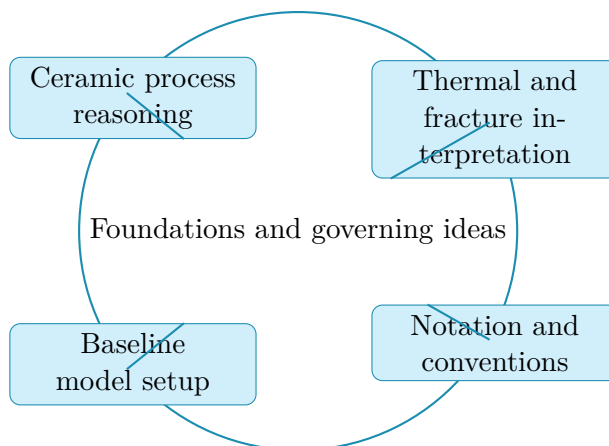 Ceramic process
reasoning
Thermal and
fracture in-
terpretation
Foundations and governing ideas
Baseline
model setup
Notation and
conventions